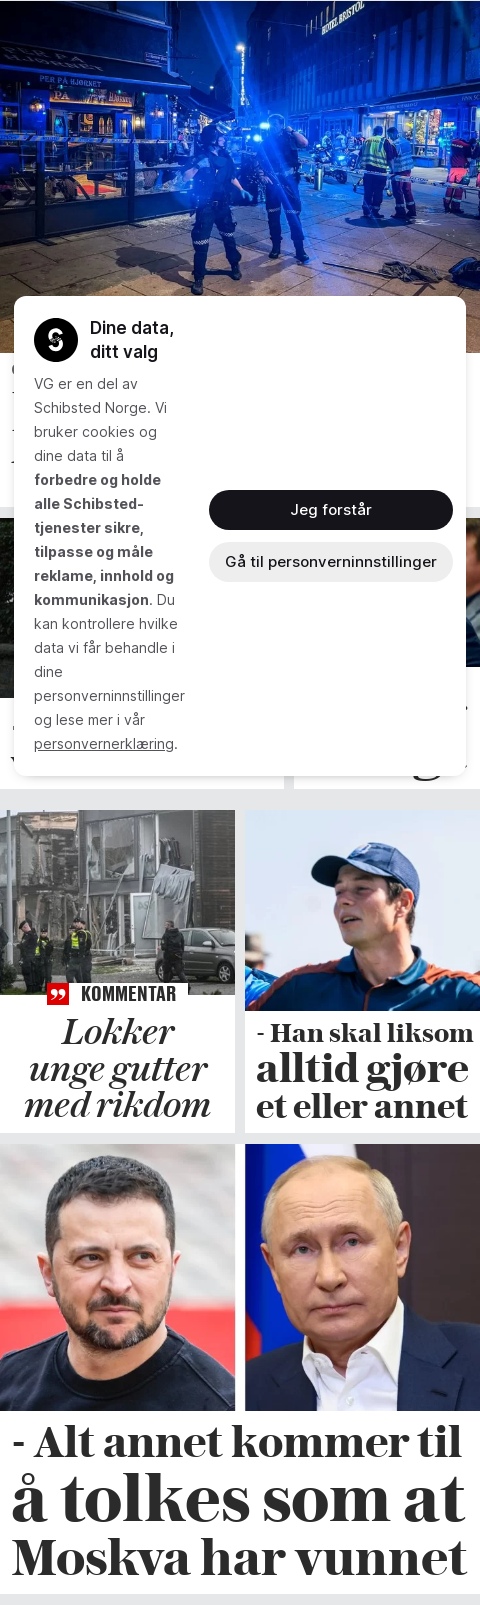 HOTEL BRISTOL
PER PÅ HJØRNET
Dine data,
ditt valg
VG er en del av
Schibsted Norge. Vi
bruker cookies og
dine data til å
forbedre og holde
alle Schibsted-
tjenester sikre,
tilpasse og måle
reklame, innhold og
kommunikasjon. Du
kan kontrollere hvilke
data vi får behandle i
dine
personverninnstillinger
og lese mer i vår
personvernerklæring.
Jeg forstår
Gå til personverninnstillinger
KOMMENTAR
Lokker
unge gutter
med rikdom
- Han skal liksom
alltid gjøre
et eller annet
- Alt annet kommer til
å tolkes som at
Moskva har vunnet